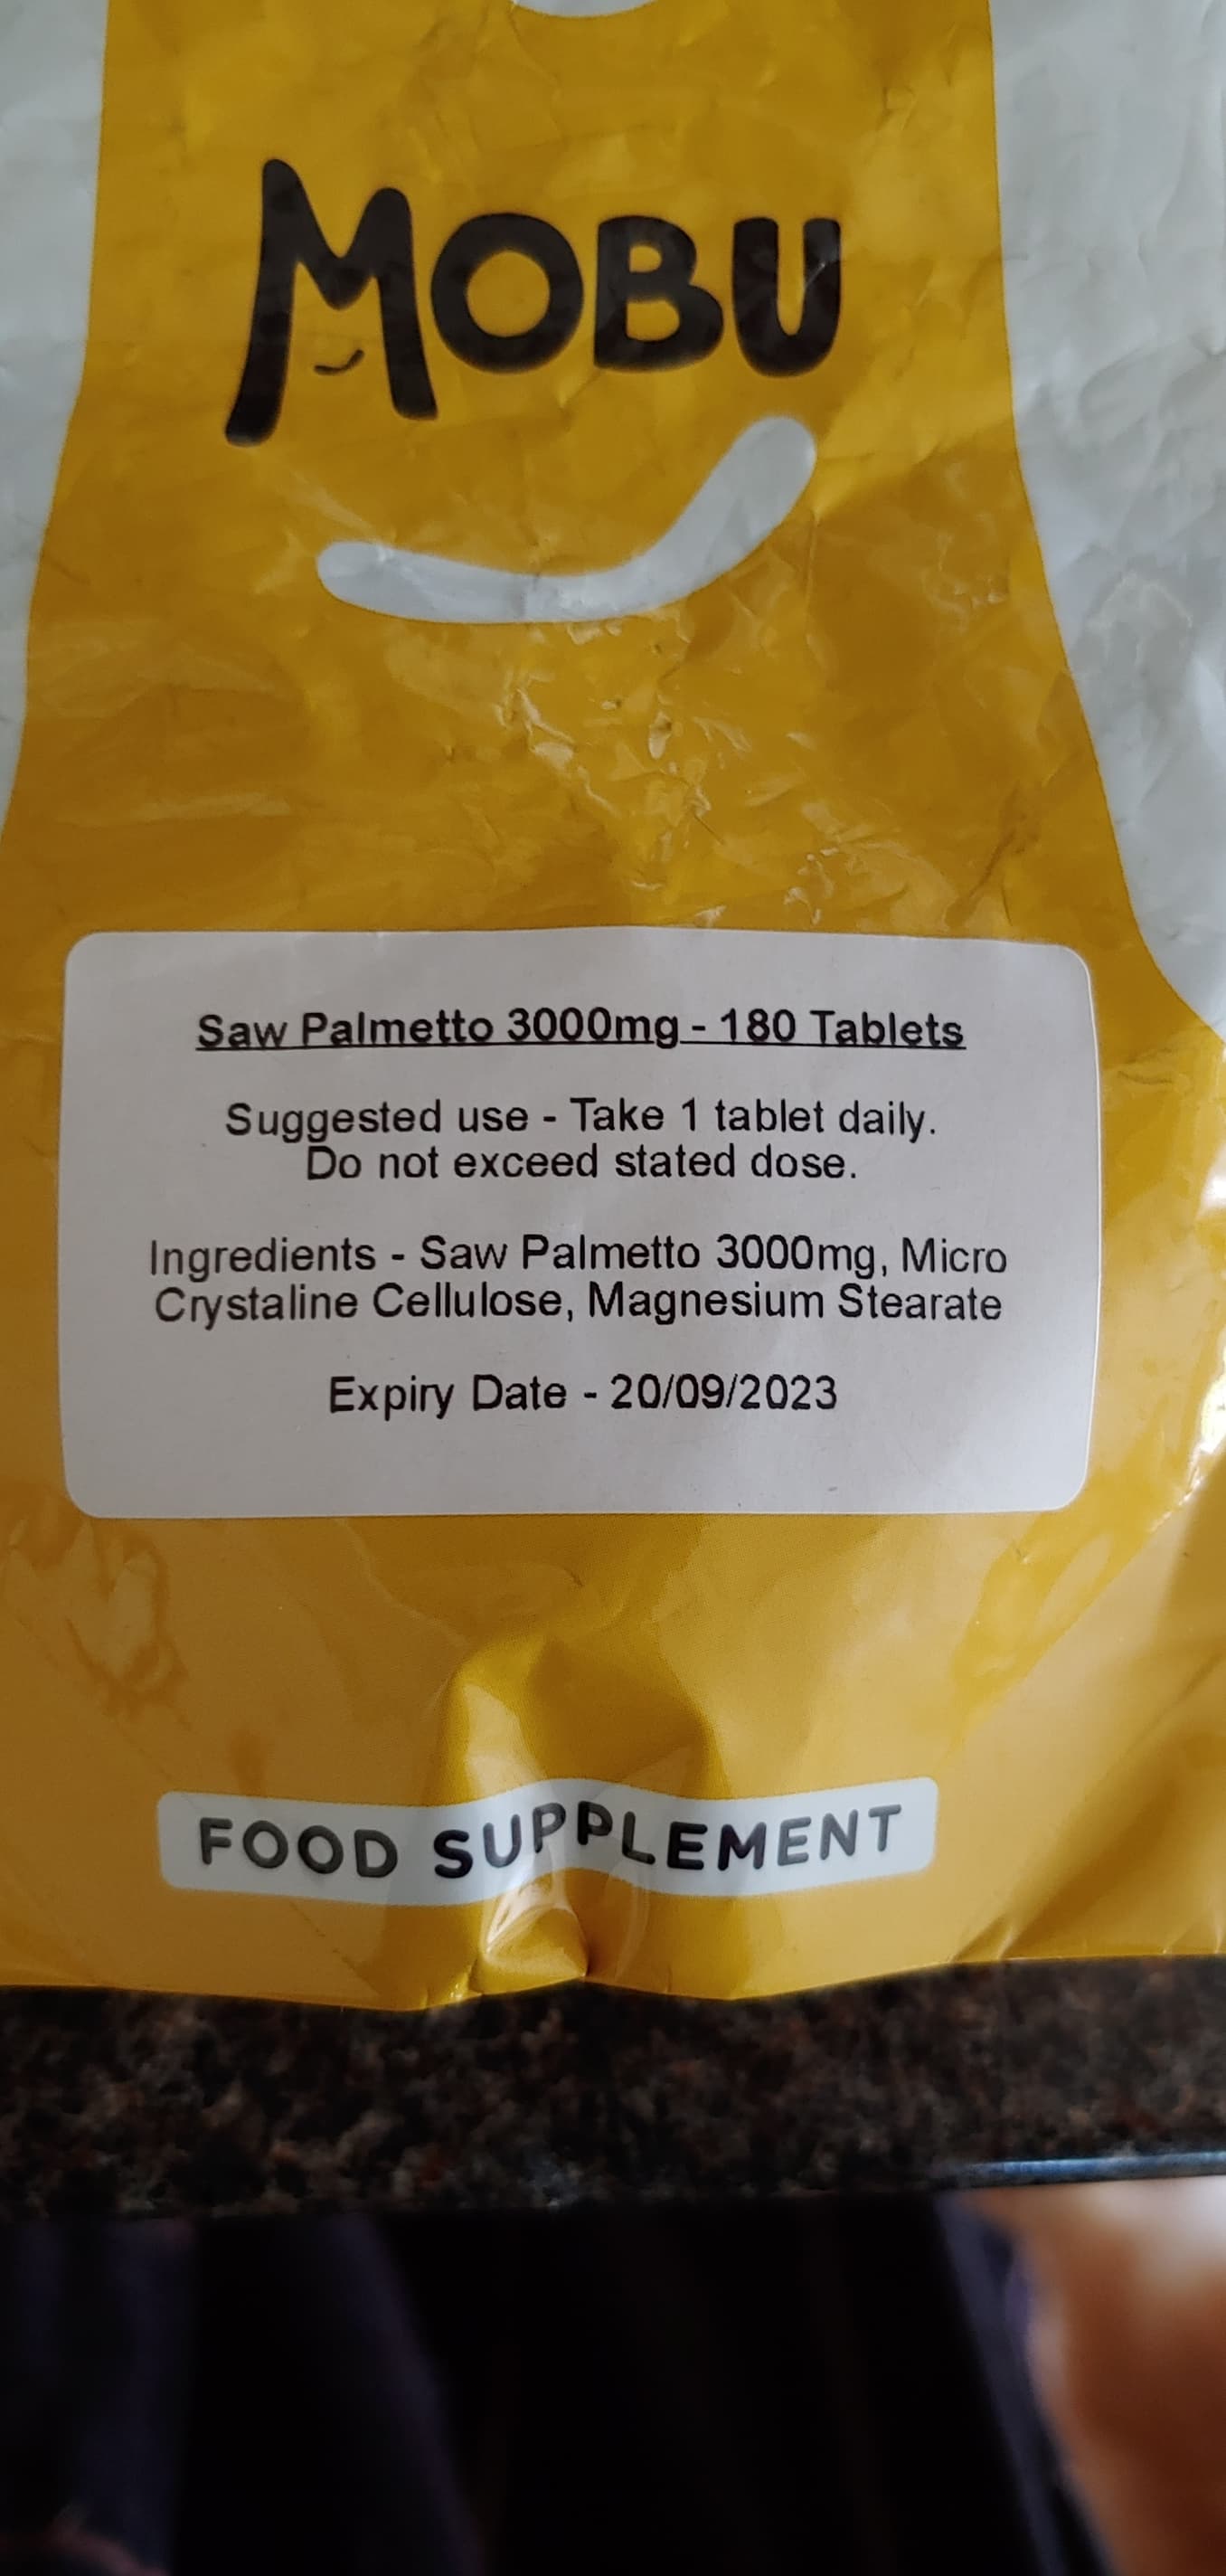 MOBU
Saw Palmetto 3000mg - 180 Tablets
Suggested use - Take 1 tablet daily.
Do not exceed stated dose.
Ingredients - Saw Palmetto 3000mg, Micro
Crystaline Cellulose, Magnesium Stearate
Expiry Date - 20/09/2023
FOOD SUPPLEMENT